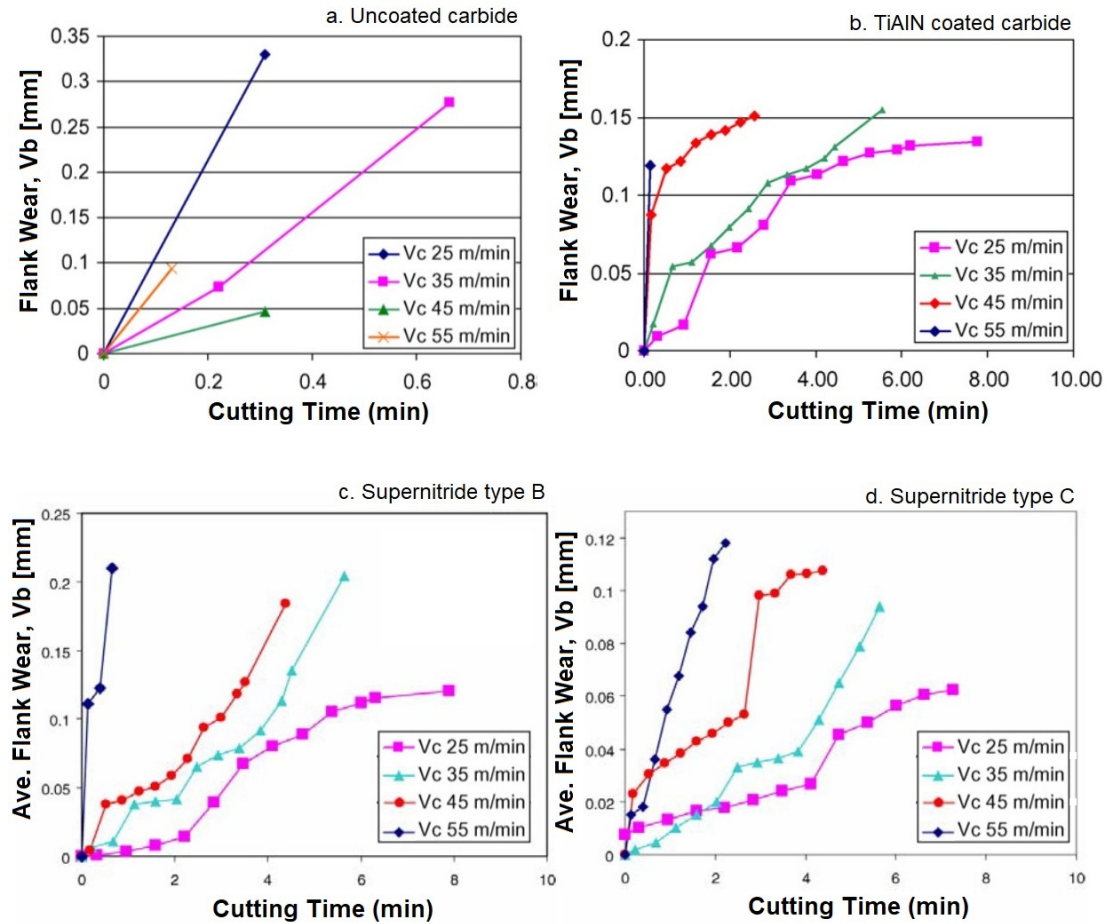 a. Uncoated carbide
Flank Wear, Vb [mm]
0.35
0.3
0.25
0.2
0.15
0.1
0.05
0
0
0.2
0.4
0.6
0.8
Cutting Time (min)
Vc 25 m/min
Vc 35 m/min
Vc 45 m/min
Vc 55 m/min
b. TiAlN coated carbide
Flank Wear, Vb [mm]
0.2
0.15
0.1
0.05
0
0.00
2.00
4.00
6.00
8.00
10.00
Cutting Time (min)
Vc 25 m/min
Vc 35 m/min
Vc 45 m/min
Vc 55 m/min
c. Supernitride type B
Ave. Flank Wear, Vb [mm]
0.25
0.2
0.15
0.1
0.05
0
0
2
4
6
8
10
Cutting Time (min)
Vc 25 m/min
Vc 35 m/min
Vc 45 m/min
Vc 55 m/min
d. Supernitride type C
Ave. Flank Wear, Vb [mm]
0.12
0.1
0.08
0.06
0.04
0.02
0
0
2
4
6
8
10
Cutting Time (min)
Vc 25 m/min
Vc 35 m/min
Vc 45 m/min
Vc 55 m/min